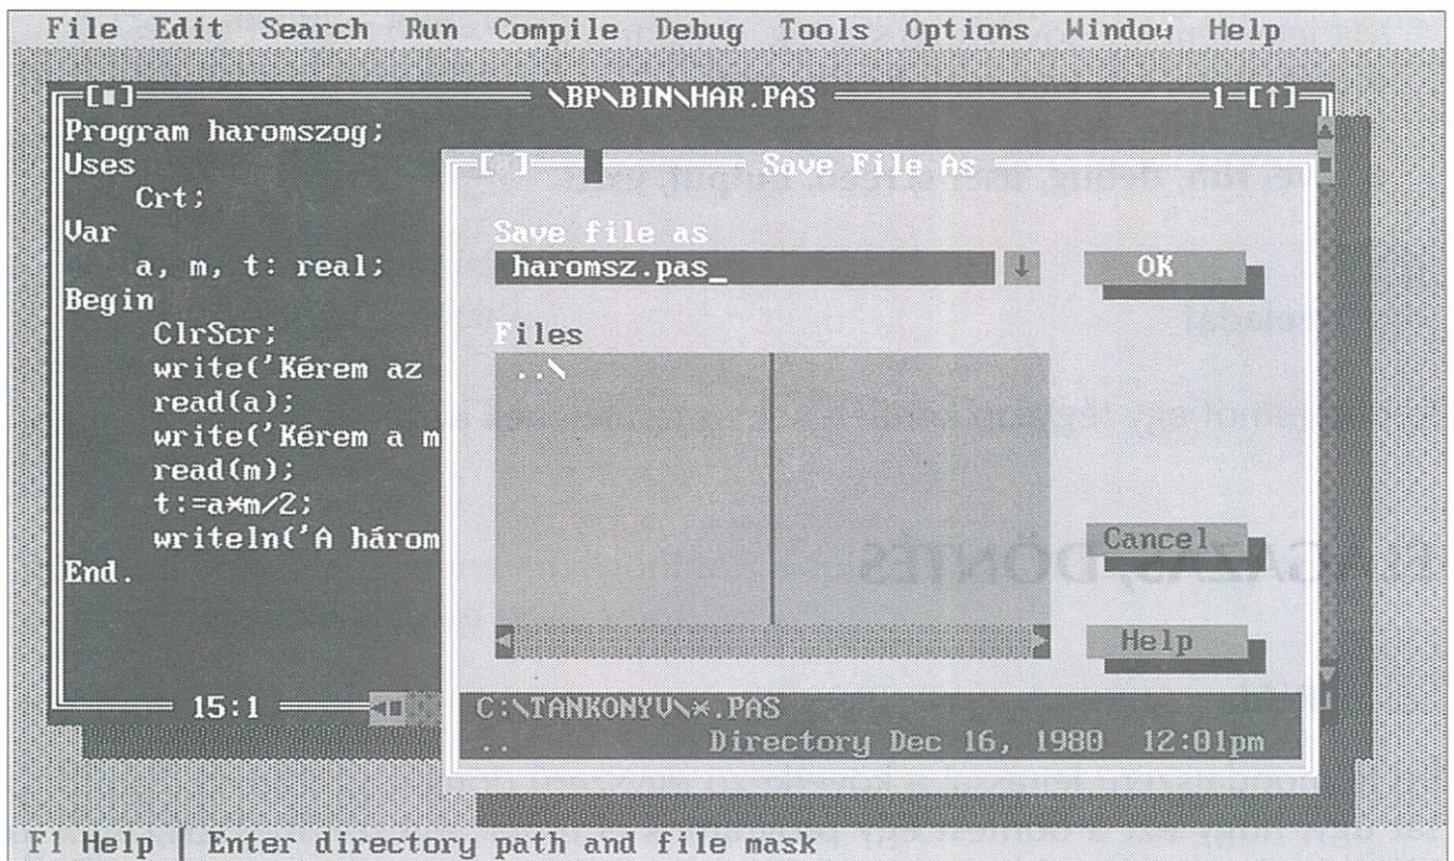 File Edit Search Run Compile Debug Tools Options Window Help
[■] \BP\BIN\HAR.PAS 1=[↑]
Program haromszog;
Uses
Crt;
Var
a, m, t: real;
Begin
ClrScr;
write('Kérem az
read(a);
write('Kérem a m
read(m);
t:=a*m/2;
writeln('A három
End.
15:1
[ ] Save File As
Save file as
haromsz.pas_
↓
OK
Files
..\
Cancel
Help
C:\TANKONYV\*.PAS
.. Directory Dec 16, 1980 12:01pm
F1 Help | Enter directory path and file mask